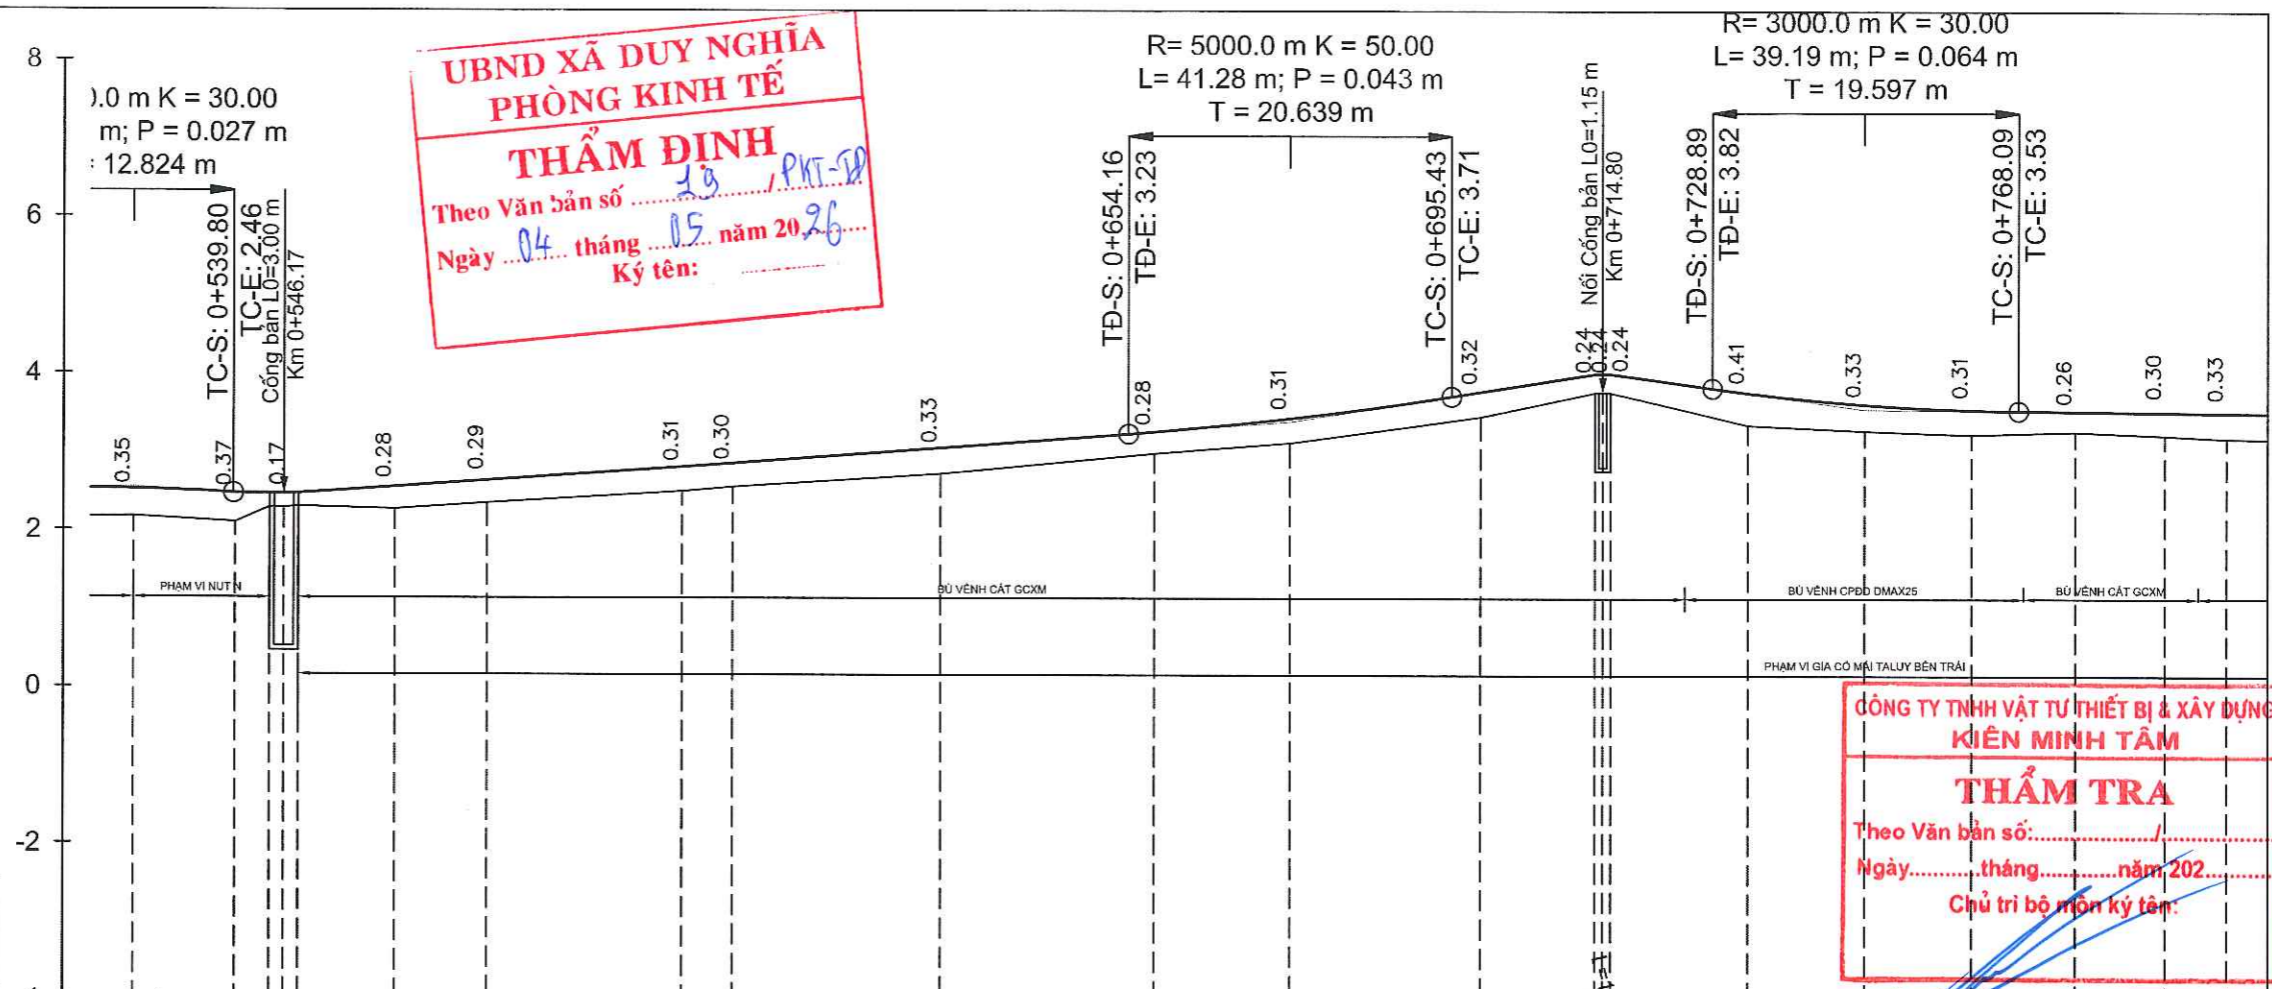 8
6
4
2
0
-2
).0 m K = 30.00
m; P = 0.027 m
: 12.824 m
TC-S: 0+539.80
TC-E: 2.46
Cống bản L0=3.00 m
Km 0+546.17
UBND XÃ DUY NGHĨA
PHÒNG KINH TẾ
THẨM ĐỊNH
Theo Văn bản số 19 / PKT-TĐ
Ngày 04 tháng 05 năm 2026
Ký tên:
R= 5000.0 m K = 50.00
L= 41.28 m; P = 0.043 m
T = 20.639 m
TĐ-S: 0+654.16
TĐ-E: 3.23
TC-S: 0+695.43
TC-E: 3.71
Nối Cống bản L0=1.15 m
Km 0+714.80
R= 3000.0 m K = 30.00
L= 39.19 m; P = 0.064 m
T = 19.597 m
TĐ-S: 0+728.89
TĐ-E: 3.82
TC-S: 0+768.09
TC-E: 3.53
0.35
0.37
0.17
0.28
0.29
0.31
0.30
0.33
0.28
0.31
0.32
0.24
0.24
0.24
0.41
0.33
0.31
0.26
0.30
0.33
PHẠM VI NUT N
BÙ VÊNH CÁT GCXM
BÙ VÊNH CPDD DMAX25
BÙ VÊNH CÁT GCXM
PHẠM VI GIA CỐ MÁI TALUY BÊN TRÁI
CÔNG TY TNHH VẬT TƯ THIẾT BỊ & XÂY DỰNG
KIÊN MINH TÂM
THẨM TRA
Theo Văn bản số:..................../....................
Ngày...........tháng............năm 202...........
Chủ trì bộ môn ký tên: